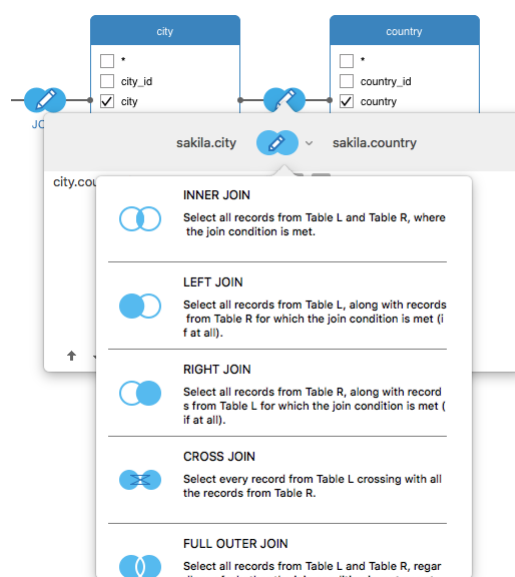 city country
* *
city_id country_id
city country
JO
sakila.city sakila.country
city.cou
INNER JOIN
Select all records from Table L and Table R, where
the join condition is met.
LEFT JOIN
Select all records from Table L, along with records
from Table R for which the join condition is met (i
f at all).
RIGHT JOIN
Select all records from Table R, along with record
s from Table L for which the join condition is met (
if at all).
CROSS JOIN
Select every record from Table L crossing with all
the records from Table R.
FULL OUTER JOIN
Select all records from Table L and Table R, regar